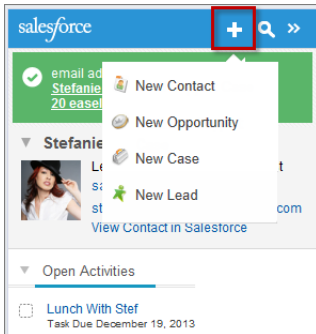 salesforce
email ad
Stefanie
20 easel
New Contact
New Opportunity
New Case
New Lead
Stefanie
Le t
sa
st com
View Contact in Salesforce
Open Activities
Lunch With Stef
Task Due December 19, 2013